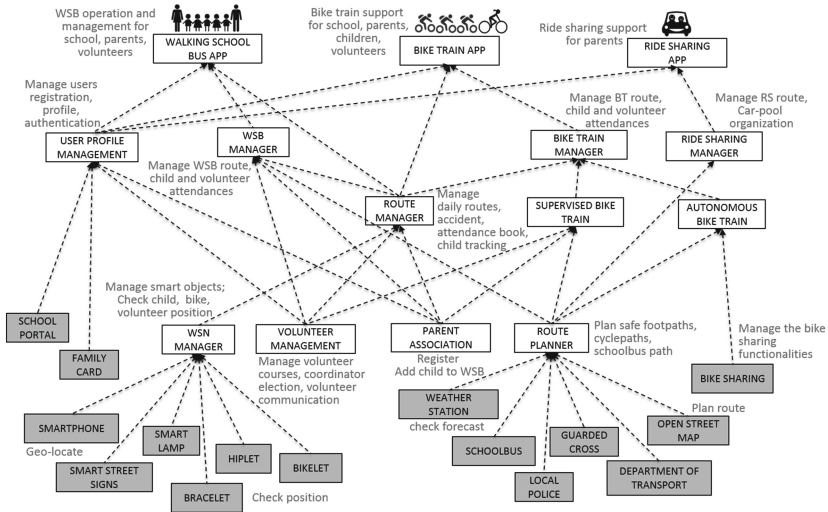 WSB operation and
management for
school, parents,
volunteers
WALKING SCHOOL
BUS APP
Bike train support
for school, parents,
children,
volunteers
BIKE TRAIN APP
Ride sharing support
for parents
RIDE SHARING
APP
Manage users
registration,
profile,
authentication
USER PROFILE
MANAGEMENT
WSB
MANAGER
Manage WSB route,
child and volunteer
attendances
Manage BT route,
child and volunteer
attendances
BIKE TRAIN
MANAGER
Manage RS route,
Car-pool
organization
RIDE SHARING
MANAGER
ROUTE
MANAGER
Manage
daily routes,
accident,
attendance book,
child tracking
SUPERVISED BIKE
TRAIN
AUTONOMOUS
BIKE TRAIN
Manage smart objects;
Check child, bike,
volunteer position
SCHOOL
PORTAL
FAMILY
CARD
WSN
MANAGER
VOLUNTEER
MANAGEMENT
Manage volunteer
courses, coordinator
election, volunteer
communication
PARENT
ASSOCIATION
Register
Add child to WSB
ROUTE
PLANNER
Plan safe footpaths,
cyclepaths,
schoolbus path
Manage the bike
sharing
functionalities
BIKE SHARING
SMARTPHONE
Geo-locate
SMART STREET
SIGNS
SMART
LAMP
BRACELET
Check position
HIPLET
BIKELET
WEATHER
STATION
check forecast
SCHOOLBUS
LOCAL
POLICE
GUARDED
CROSS
Plan route
OPEN STREET
MAP
DEPARTMENT OF
TRANSPORT